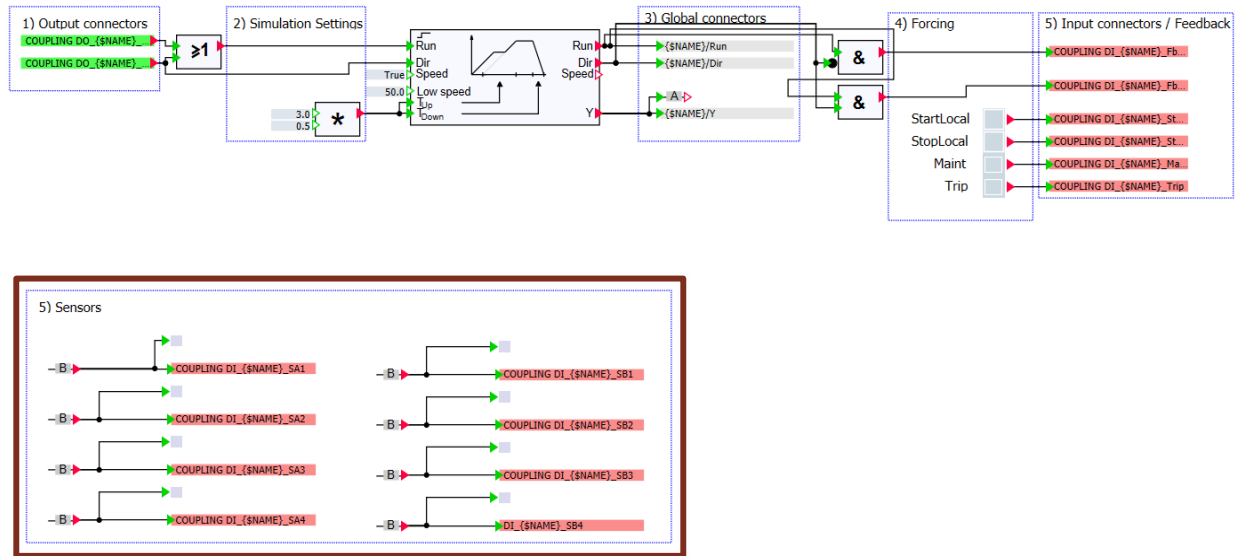 1) Output connectors
COUPLING DO_{$NAME}_...
COUPLING DO_{$NAME}_...
≥1
2) Simulation Settings
3.0
0.5
*
True
50.0
Run
Dir
Speed
Low speed
T Up
T Down
Run
Dir
Speed
Y
3) Global connectors
{$NAME}/Run
{$NAME}/Dir
A
{$NAME}/Y
&
&
4) Forcing
StartLocal
StopLocal
Maint
Trip
5) Input connectors / Feedback
COUPLING DI_{$NAME}_Fb...
COUPLING DI_{$NAME}_Fb...
COUPLING DI_{$NAME}_St...
COUPLING DI_{$NAME}_St...
COUPLING DI_{$NAME}_Ma...
COUPLING DI_{$NAME}_Trip
5) Sensors
B COUPLING DI_{$NAME}_SA1
B COUPLING DI_{$NAME}_SA2
B COUPLING DI_{$NAME}_SA3
B COUPLING DI_{$NAME}_SA4
B COUPLING DI_{$NAME}_SB1
B COUPLING DI_{$NAME}_SB2
B COUPLING DI_{$NAME}_SB3
B DI_{$NAME}_SB4